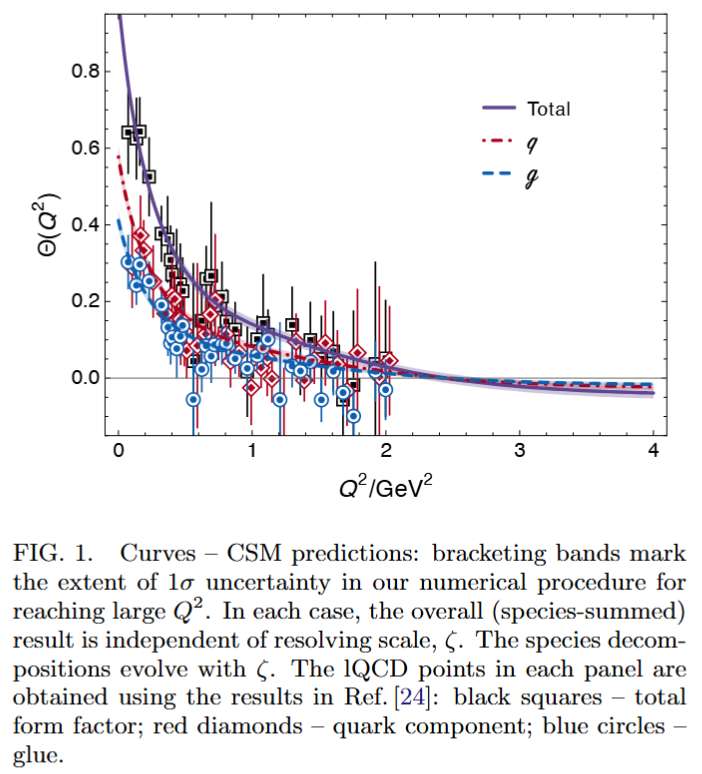 0.8
0.6
0.4
0.2
0.0
Θ(Q²)
Total
q
g
0 1 2 3 4
Q²/GeV²
FIG. 1. Curves – CSM predictions: bracketing bands mark
the extent of 1σ uncertainty in our numerical procedure for
reaching large Q². In each case, the overall (species-summed)
result is independent of resolving scale, ζ. The species decom-
positions evolve with ζ. The lQCD points in each panel are
obtained using the results in Ref. [24]: black squares – total
form factor; red diamonds – quark component; blue circles –
glue.